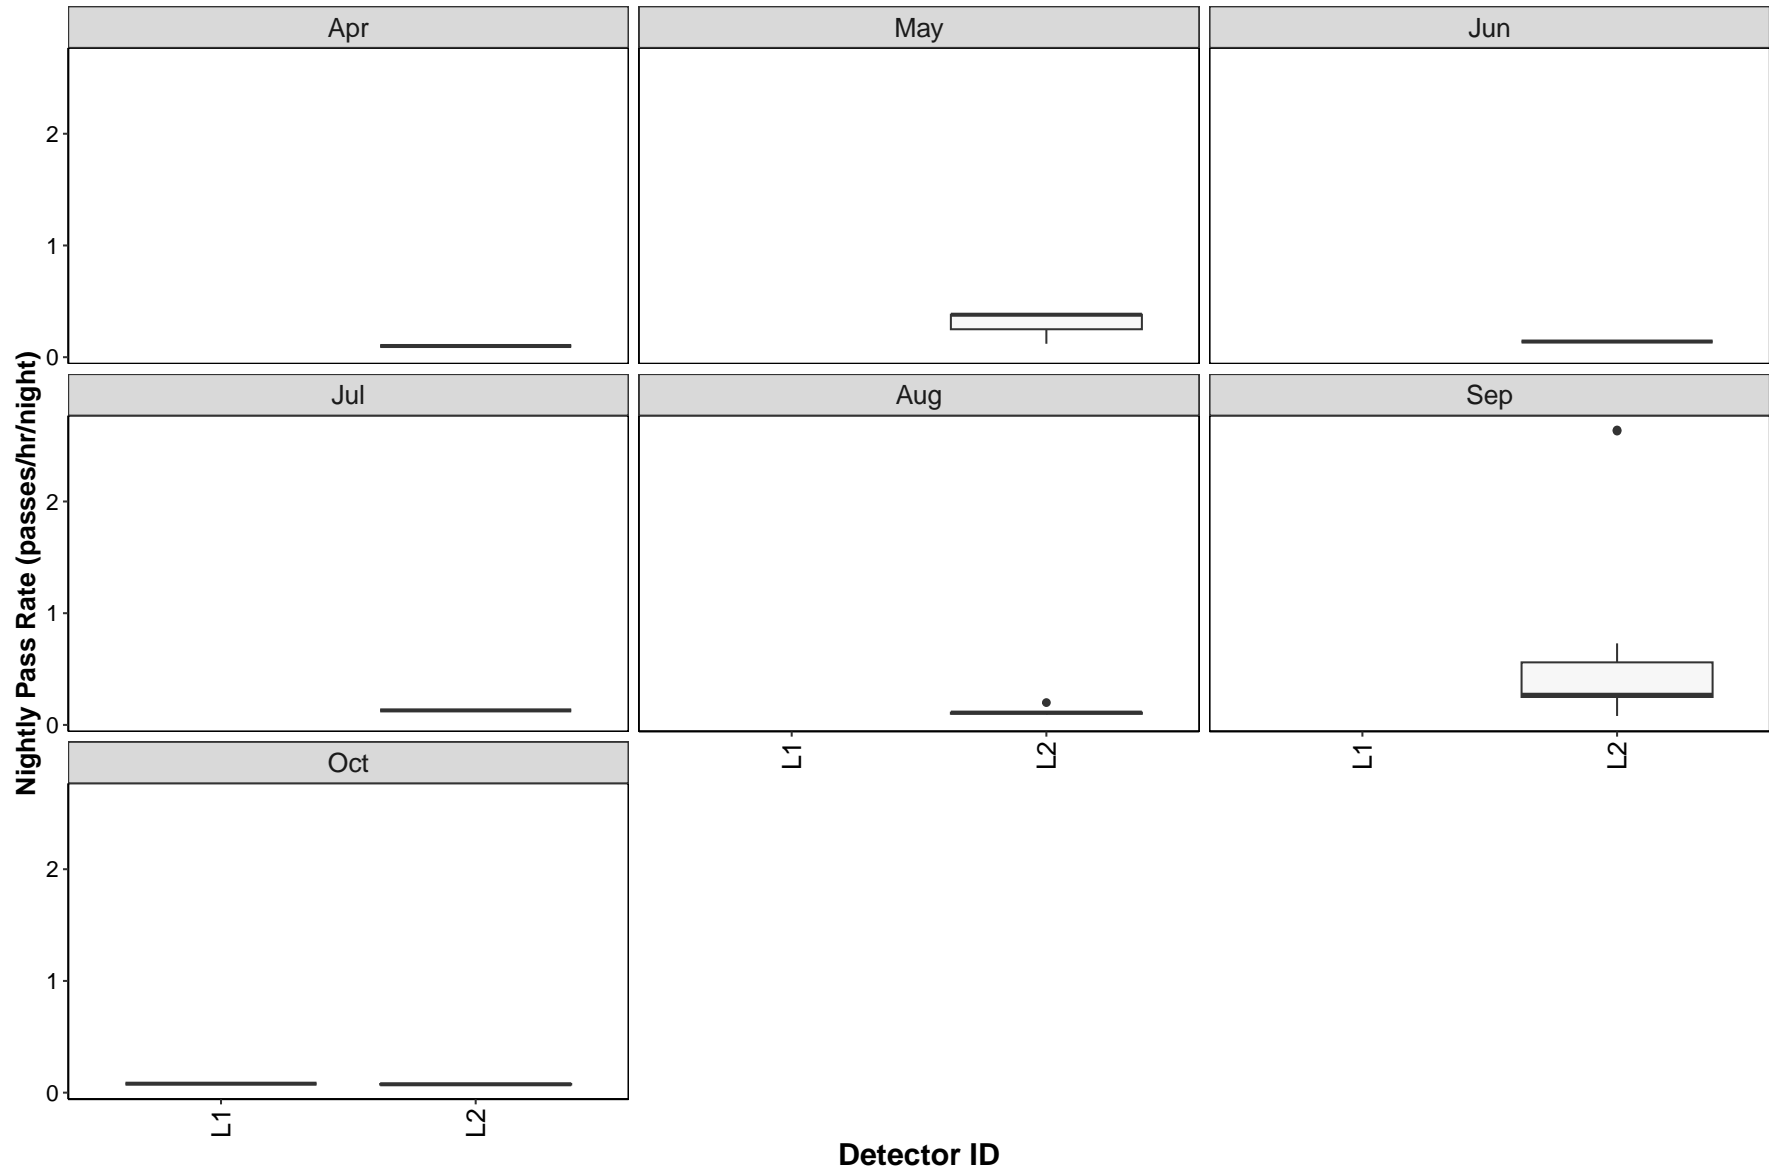 Apr
May
Jun
2
1
0
Jul
Aug
Sep
2
1
0
L1
L2
L1
L2
Oct
2
1
0
L1
L2
Nightly Pass Rate (passes/hr/night)
Detector ID